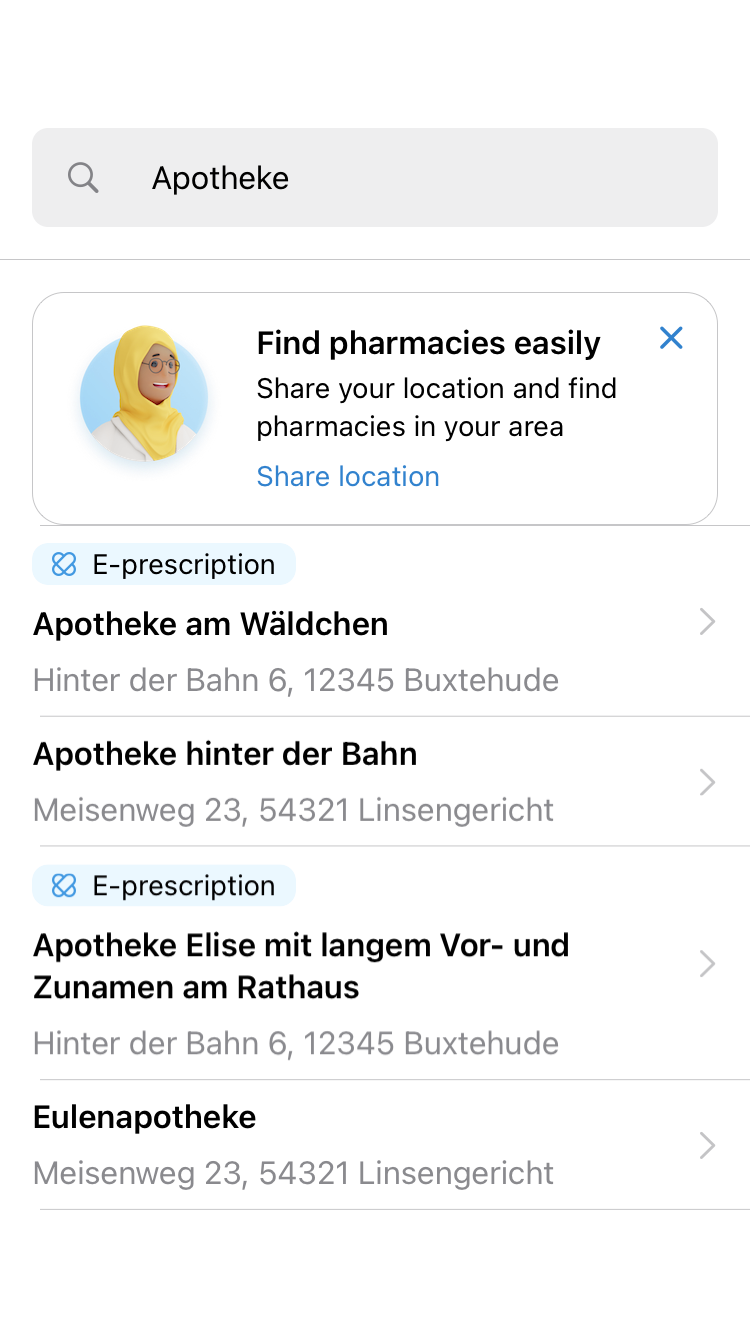 Apotheke
Find pharmacies easily
Share your location and find
pharmacies in your area
Share location
E-prescription
Apotheke am Wäldchen
Hinter der Bahn 6, 12345 Buxtehude
Apotheke hinter der Bahn
Meisenweg 23, 54321 Linsengericht
E-prescription
Apotheke Elise mit langem Vor- und
Zunamen am Rathaus
Hinter der Bahn 6, 12345 Buxtehude
Eulenapotheke
Meisenweg 23, 54321 Linsengericht